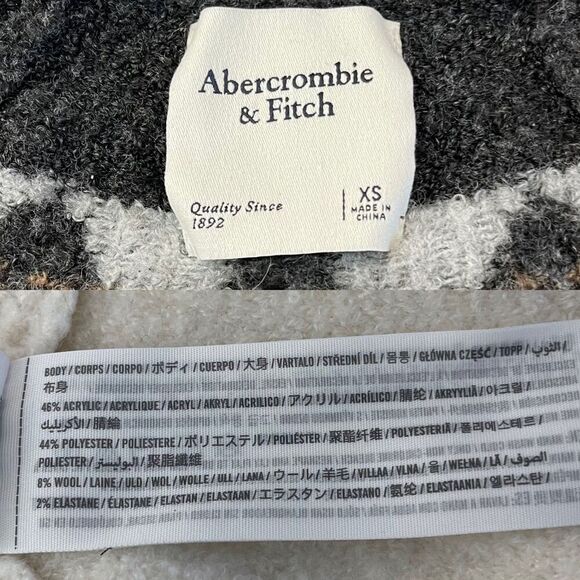 Abercrombie
& Fitch
Quality Since
1892
XS
MADE IN
CHINA
BODY / CORPS / CORPO / ボディ / CUERPO / 大身 / VARTALO / STŘEDNÍ DÍL / 몸통 / GŁÓWNA CZĘŚĆ / TOPP / الثوب /
布身
46% ACRYLIC / ACRYLIQUE / ACRYL / AKRYL / ACRILICO / アクリル / ACRÍLICO / 腈纶 / AKRYYLIÄ / 아크릴 /
الأكريليك / 腈綸
44% POLYESTER / POLIESTERE / ポリエステル / POLIÉSTER / 聚酯纤维 / POLYESTERIÄ / 폴리에스테르 /
POLIESTER / البوليستر / 聚脂纖維
8% WOOL / LAINE / ULD / WOL / WOLLE / ULL / LANA / ウール / 羊毛 / VILLAA / VLNA / 울 / WEŁNA / LÃ / الصوف /
2% ELASTANE / ÉLASTANE / ELASTAN / ELASTAAN / エラスタン / ELASTANO / 氨纶 / ELASTAANIA / 엘라스탄 /